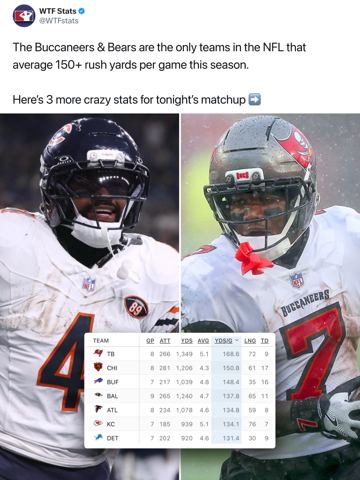 WTF Stats
@WTFstats
The Buccaneers & Bears are the only teams in the NFL that
average 150+ rush yards per game this season.
Here's 3 more crazy stats for tonight's matchup ➡️
BUCCANEERS
89
4
7
TEAM GP ATT YDS AVG YDS/G LNG TD
TB 8 266 1,349 5.1 168.6 72 9
CHI 8 281 1,206 4.3 150.8 61 17
BUF 7 217 1,039 4.8 148.4 35 16
BAL 9 265 1,240 4.7 137.8 65 11
ATL 8 234 1,078 4.6 134.8 59 8
KC 7 185 939 5.1 134.1 76 7
DET 7 202 920 4.6 131.4 30 9